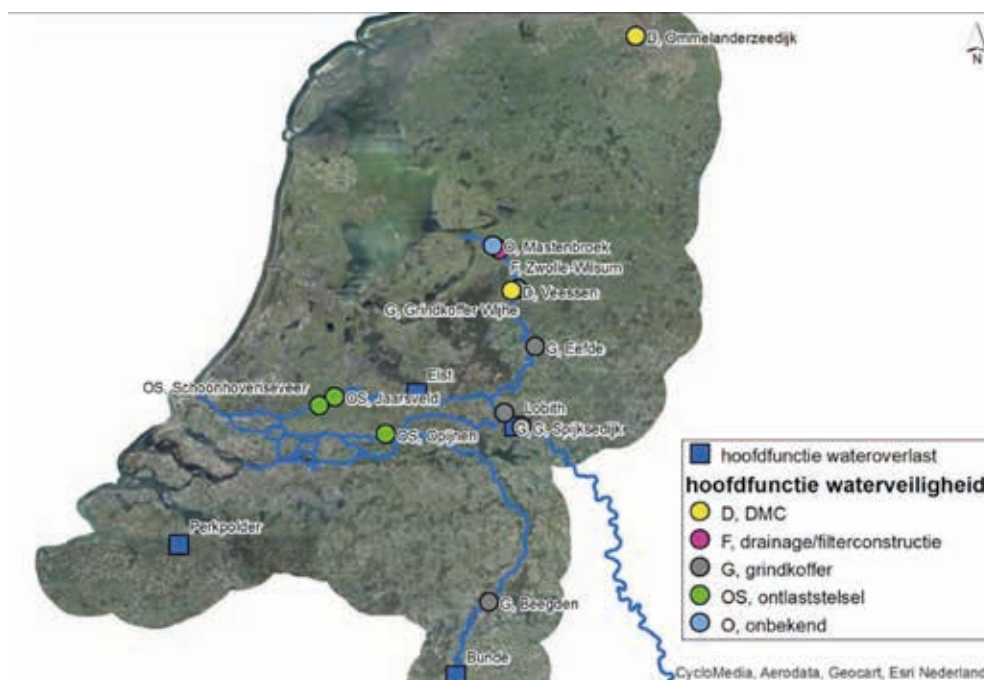 D, Ommelanderzeedijk
N
O, Mastenbroek
F, Zwolle-Wilsum
D, Veessen
G, Grindkoffer Wijhe
G, Eefde
Elst
OS, Schoonhovenseveer
OS, Jaarsveld
Lobith
G, G, Spijksedijk
OS, Opijnen
Perkpolder
G, Beegden
Bunde
hoofdfunctie wateroverlast
hoofdfunctie waterveiligheid
D, DMC
F, drainage/filterconstructie
G, grindkoffer
OS, ontlaststelsel
O, onbekend
CycloMedia, Aerodata, Geocart, Esri Nederland